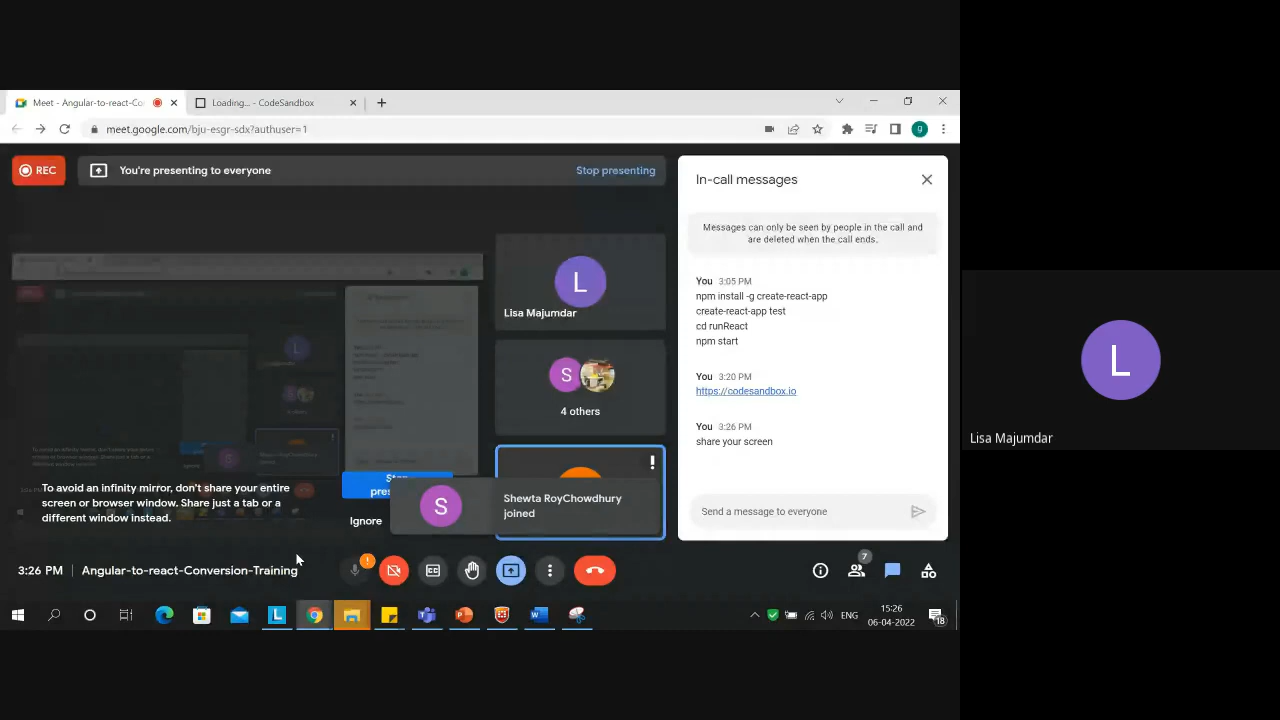 Meet - Angular-to-react-Co
Loading... - CodeSandbox
meet.google.com/bju-esgr-sdx?authuser=1
g
REC
You're presenting to everyone
Stop presenting
In-call messages
Messages can only be seen by people in the call and
are deleted when the call ends.
You 3:05 PM
npm install -g create-react-app
create-react-app test
cd runReact
npm start
You 3:20 PM
https://codesandbox.io
You 3:26 PM
share your screen
Send a message to everyone
L
Lisa Majumdar
S
4 others
S
Shewta RoyChowdhury
joined
To avoid an infinity mirror, don't share your entire
screen or browser window. Share just a tab or a
different window instead.
Ignore
3:26 PM | Angular-to-react-Conversion-Training
7
ENG
15:26
06-04-2022
18
L
Lisa Majumdar